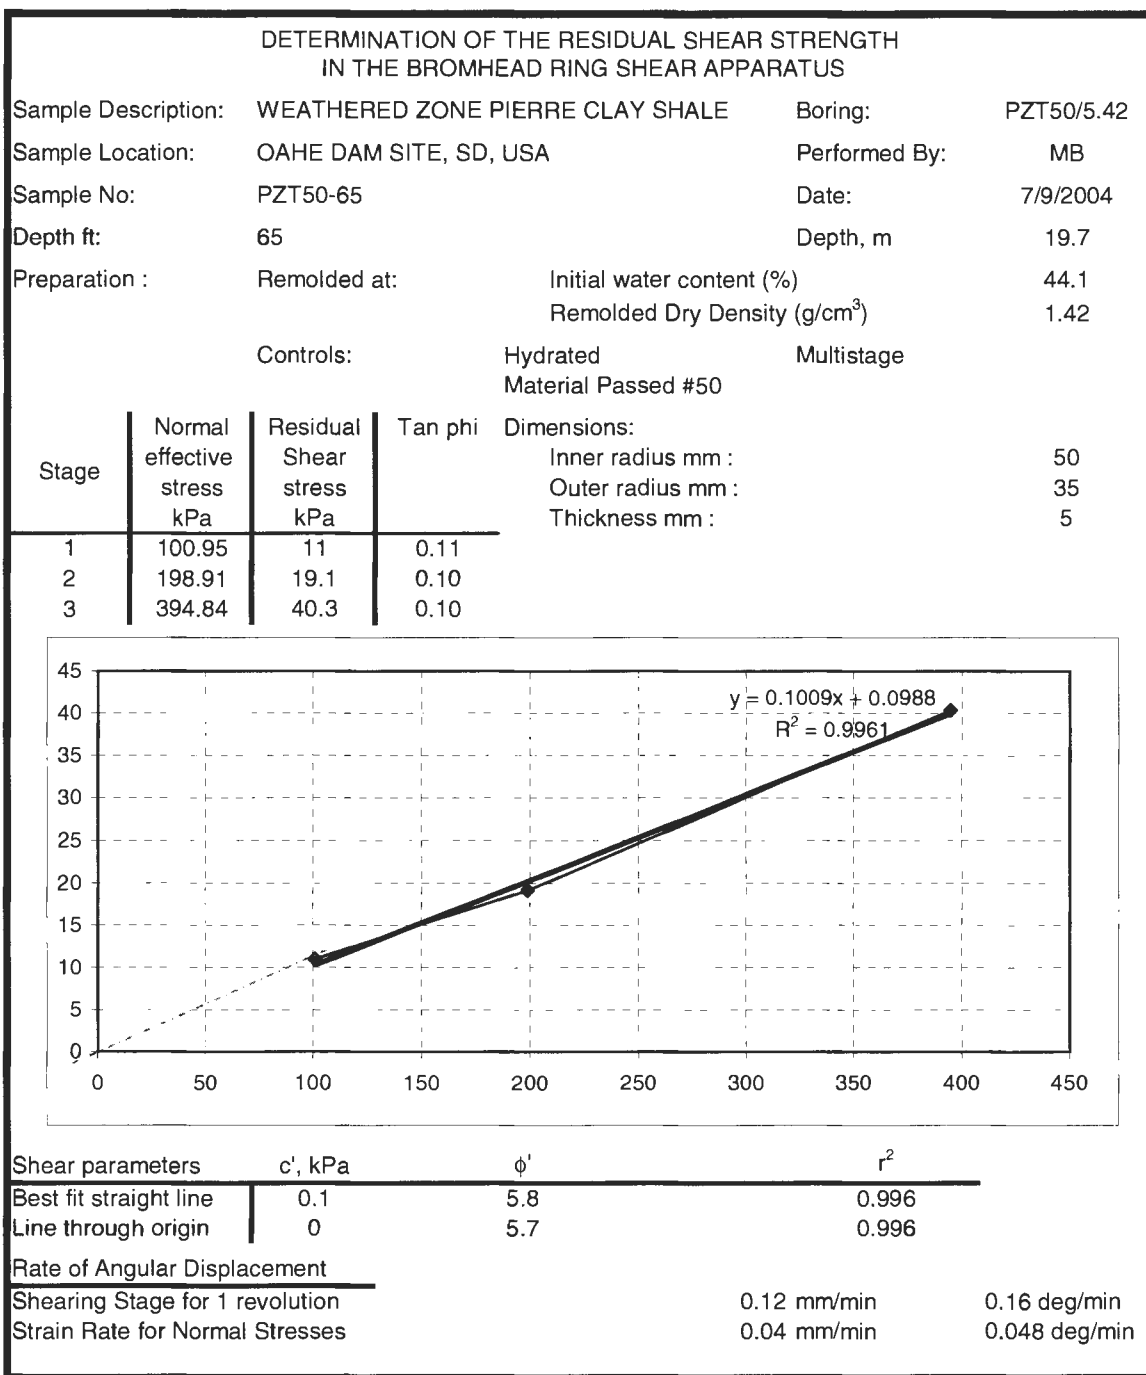 DETERMINATION OF THE RESIDUAL SHEAR STRENGTH
IN THE BROMHEAD RING SHEAR APPARATUS
Sample Description: WEATHERED ZONE PIERRE CLAY SHALE Boring: PZT50/5.42
Sample Location: OAHE DAM SITE, SD, USA Performed By: MB
Sample No: PZT50-65 Date: 7/9/2004
Depth ft: 65 Depth, m 19.7
Preparation : Remolded at: Initial water content (%) 44.1
Remolded Dry Density (g/cm³) 1.42
Controls: Hydrated Multistage
Material Passed #50
Stage Normal effective stress kPa Residual Shear stress kPa Tan phi
1 100.95 11 0.11
2 198.91 19.1 0.10
3 394.84 40.3 0.10
Dimensions:
Inner radius mm : 50
Outer radius mm : 35
Thickness mm : 5
y = 0.1009x + 0.0988
R² = 0.9961
45
40
35
30
25
20
15
10
5
0
0 50 100 150 200 250 300 350 400 450
Shear parameters c', kPa ϕ' r²
Best fit straight line 0.1 5.8 0.996
Line through origin 0 5.7 0.996
Rate of Angular Displacement
Shearing Stage for 1 revolution 0.12 mm/min 0.16 deg/min
Strain Rate for Normal Stresses 0.04 mm/min 0.048 deg/min